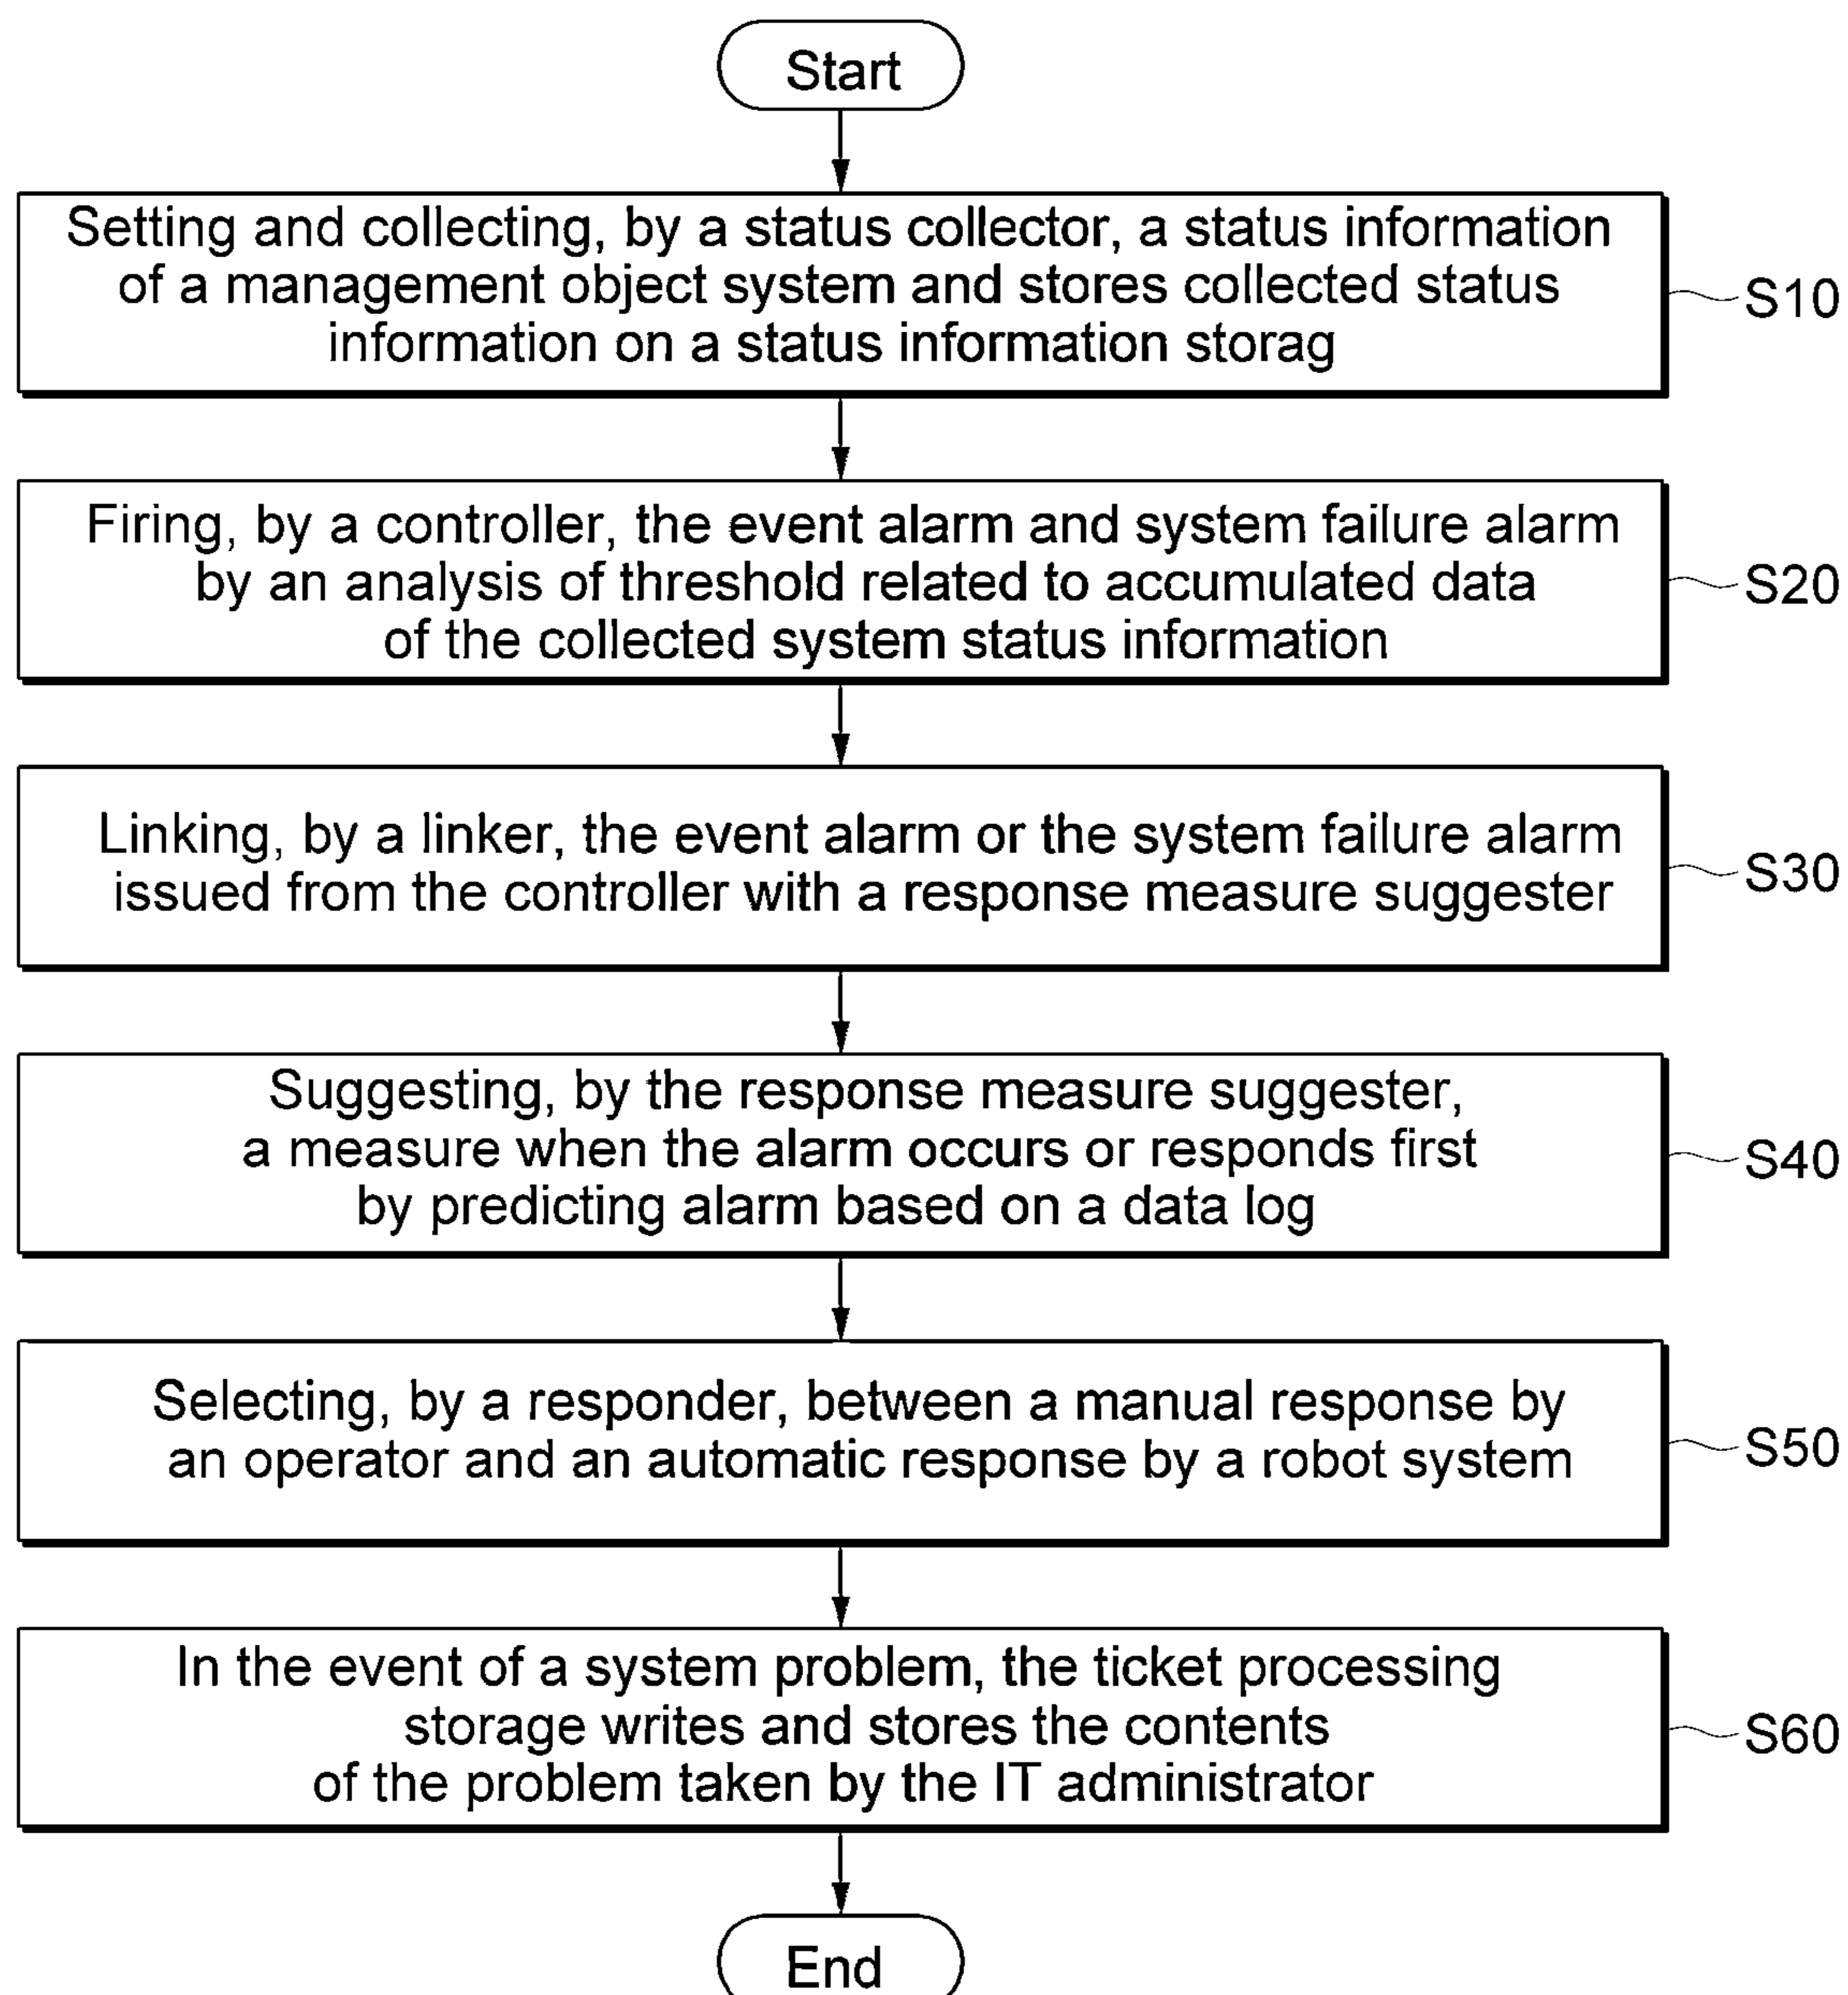 Start
Setting and collecting, by a status collector, a status information
of a management object system and stores collected status
information on a status information storag
S10
Firing, by a controller, the event alarm and system failure alarm
by an analysis of threshold related to accumulated data
of the collected system status information
S20
Linking, by a linker, the event alarm or the system failure alarm
issued from the controller with a response measure suggester
S30
Suggesting, by the response measure suggester,
a measure when the alarm occurs or responds first
by predicting alarm based on a data log
S40
Selecting, by a responder, between a manual response by
an operator and an automatic response by a robot system
S50
In the event of a system problem, the ticket processing
storage writes and stores the contents
of the problem taken by the IT administrator
S60
End